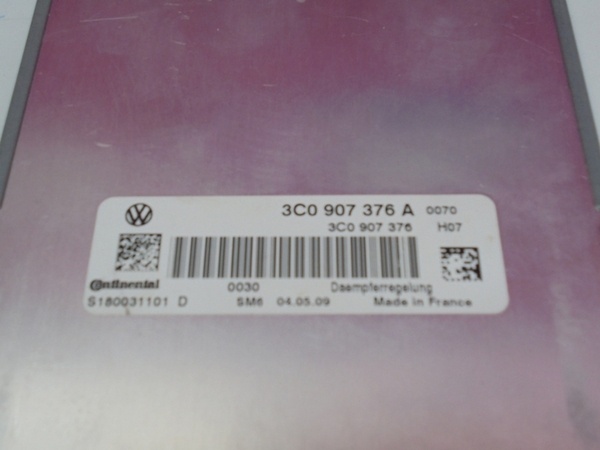 3C0 907 376 A 0070
3C0 907 376 H07
Continental 0030 Daempferregelung
S180031101 D SM6 04.05.09 Made in France